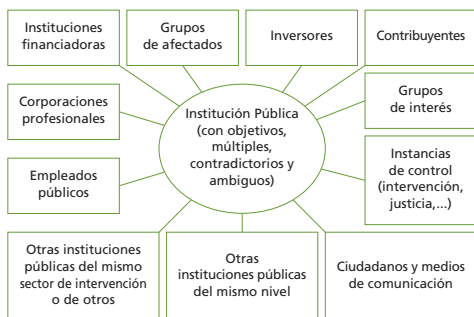 Instituciones
financiadoras
Grupos
de afectados
Inversores
Contribuyentes
Corporaciones
profesionales
Institución Pública
(con objetivos,
múltiples,
contradictorios y
ambiguos)
Grupos
de interés
Empleados
públicos
Instancias
de control
(intervención,
justicia,...)
Otras instituciones
públicas del mismo
sector de intervención
o de otros
Otras
instituciones públicas
del mismo nivel
Ciudadanos y medios
de comunicación